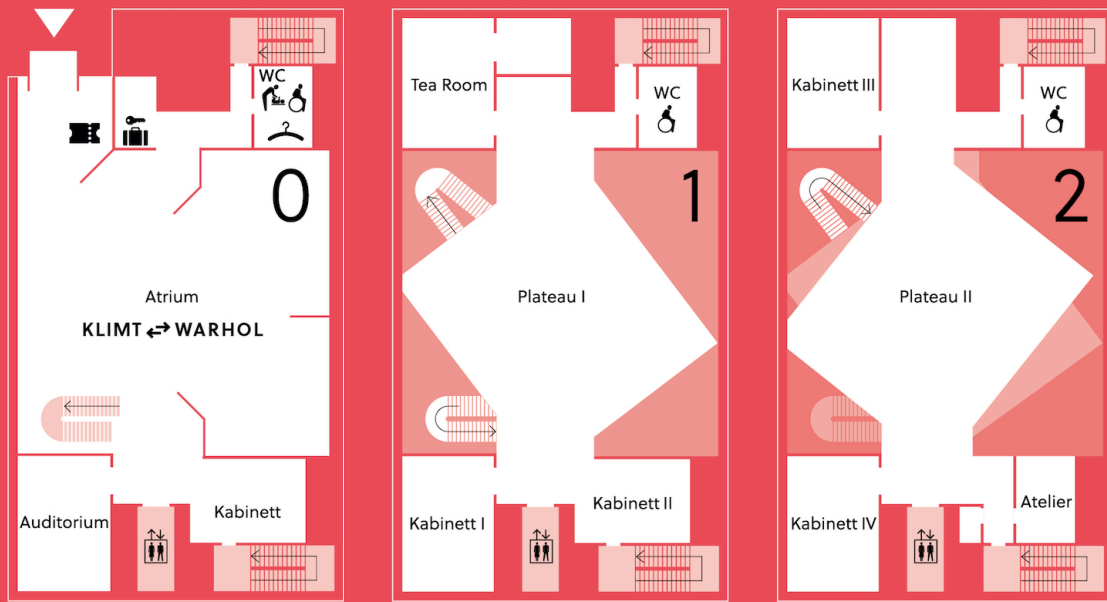 WC
0
Atrium
KLIMT WARHOL
Auditorium
Kabinett
Tea Room
WC
1
Plateau I
Kabinett I
Kabinett II
Kabinett III
WC
2
Plateau II
Kabinett IV
Atelier